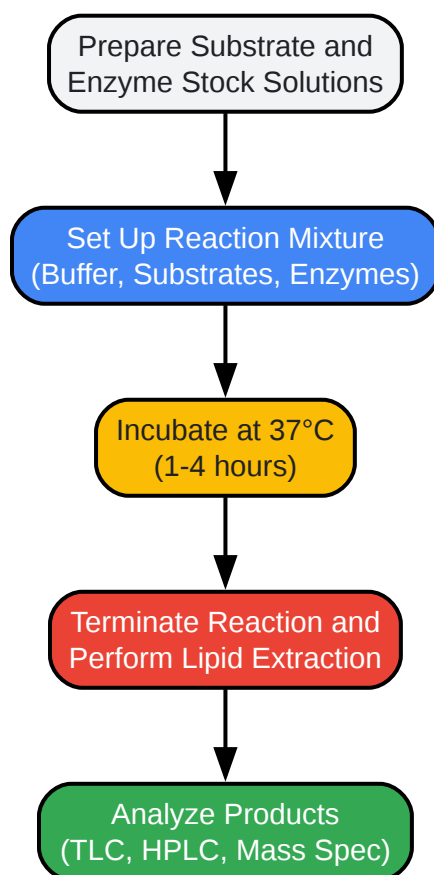 Prepare Substrate and
Enzyme Stock Solutions
Set Up Reaction Mixture
(Buffer, Substrates, Enzymes)
Incubate at 37°C
(1-4 hours)
Terminate Reaction and
Perform Lipid Extraction
Analyze Products
(TLC, HPLC, Mass Spec)